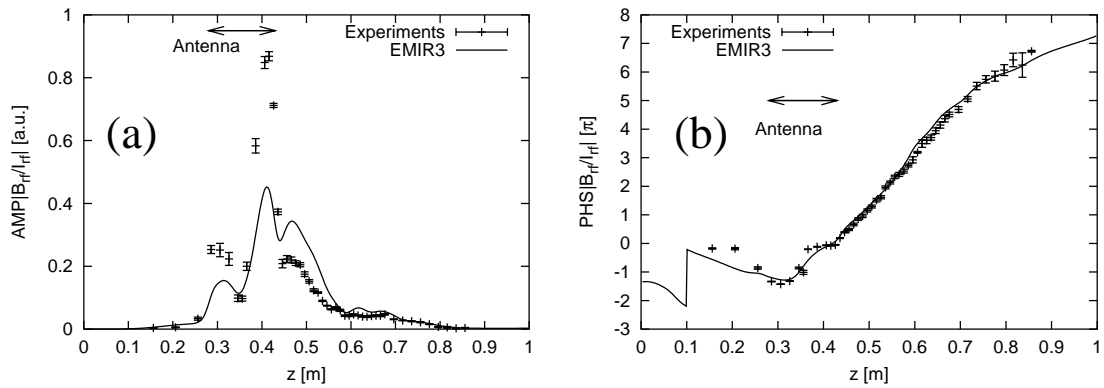 1
0.8
0.6
0.4
0.2
0
0 0.1 0.2 0.3 0.4 0.5 0.6 0.7 0.8 0.9 1
AMP|B_rf/I_rf| [a.u.]
z [m]
Antenna
Experiments
EMIR3
(a)
8
7
6
5
4
3
2
1
0
-1
-2
-3
0 0.1 0.2 0.3 0.4 0.5 0.6 0.7 0.8 0.9 1
PHS|B_rf/I_rf| [π]
z [m]
Experiments
EMIR3
Antenna
(b)